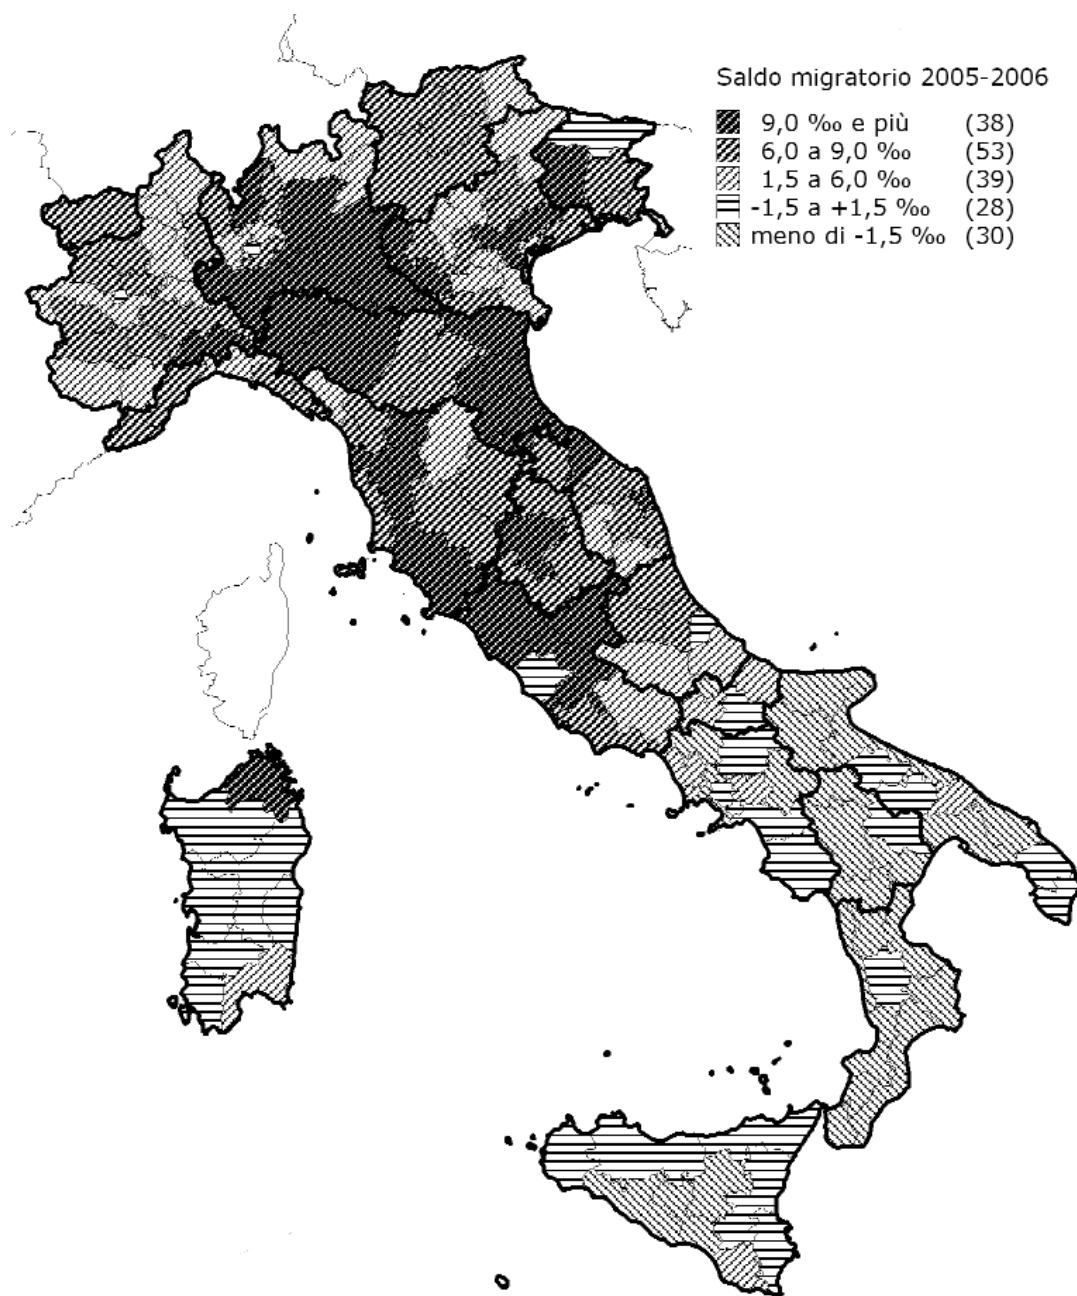 Saldo migratorio 2005-2006
9,0 ‰ e più (38)
6,0 a 9,0 ‰ (53)
1,5 a 6,0 ‰ (39)
-1,5 a +1,5 ‰ (28)
meno di -1,5 ‰ (30)